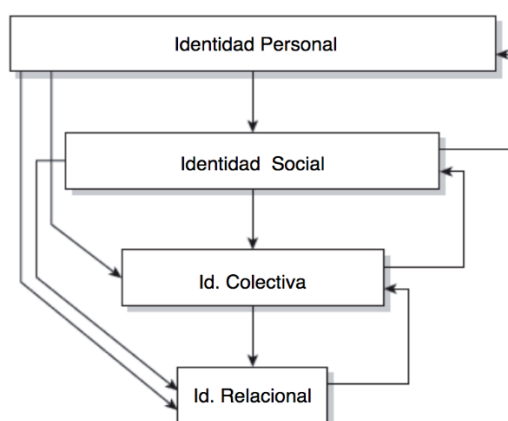 Identidad Personal
Identidad Social
Id. Colectiva
Id. Relacional